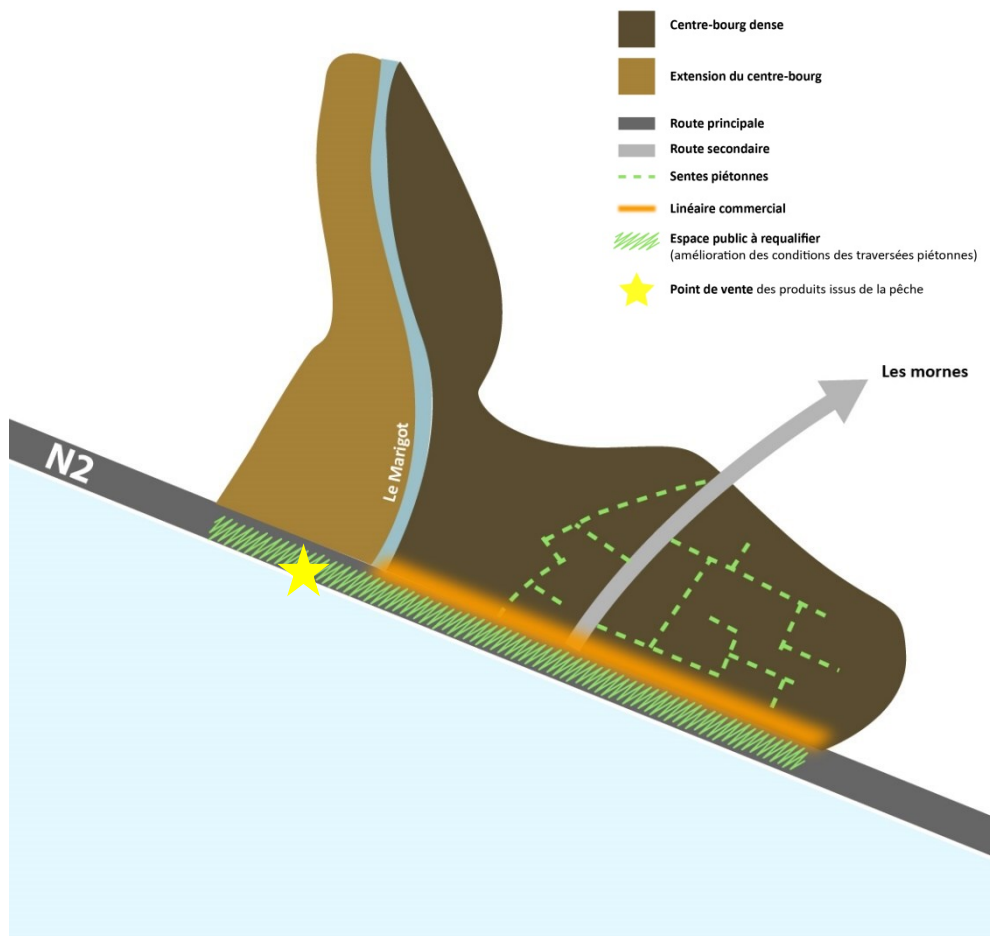 Centre-bourg dense
Extension du centre-bourg
Route principale
Route secondaire
Sentes piétonnes
Linéaire commercial
Espace public à requalifier
(amélioration des conditions des traversées piétonnes)
Point de vente des produits issus de la pêche
Les mornes
Le Marigot
N2